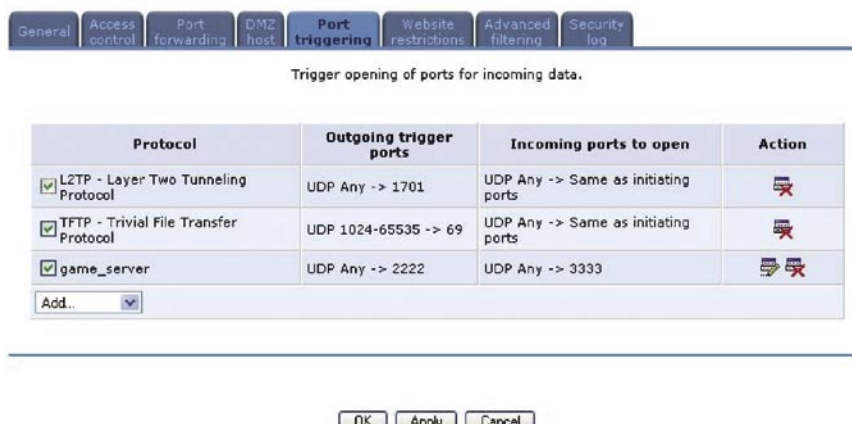 General
Access control
Port forwarding
DMZ host
Port triggering
Website restrictions
Advanced filtering
Security log
Trigger opening of ports for incoming data.
Protocol
Outgoing trigger ports
Incoming ports to open
Action
L2TP - Layer Two Tunneling Protocol
UDP Any -> 1701
UDP Any -> Same as initiating ports
TFTP - Trivial File Transfer Protocol
UDP 1024-65535 -> 69
UDP Any -> Same as initiating ports
game_server
UDP Any -> 2222
UDP Any -> 3333
Add...
OK
Apply
Cancel